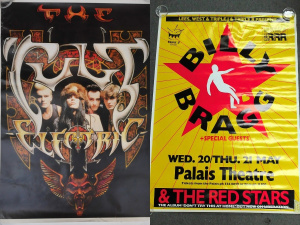 THE
CULT
ELECTRIC
BILLY
BRAGG
+SPECIAL GUESTS
WED. 20/THU. 21 MAY
Palais Theatre
& THE RED STARS